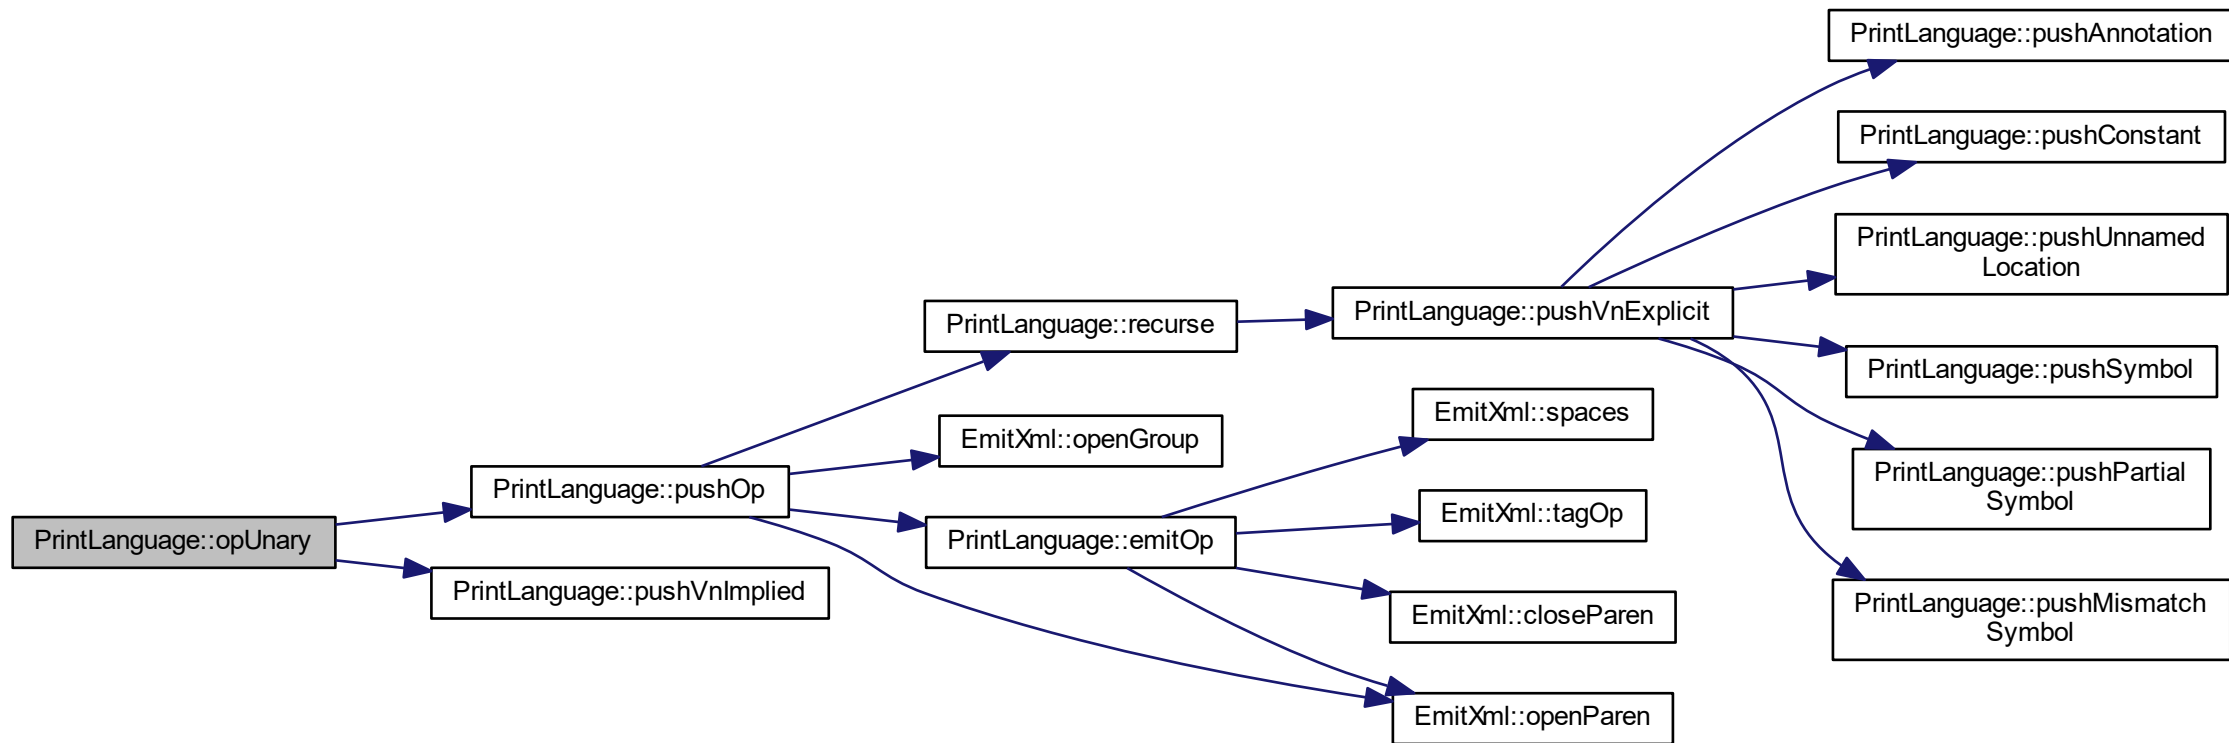 PrintLanguage::pushAnnotation
PrintLanguage::pushConstant
PrintLanguage::pushUnnamed
Location
PrintLanguage::recurse
PrintLanguage::pushVnExplicit
PrintLanguage::pushSymbol
EmitXml::spaces
EmitXml::openGroup
PrintLanguage::pushPartial
Symbol
PrintLanguage::pushOp
EmitXml::tagOp
PrintLanguage::opUnary
PrintLanguage::emitOp
PrintLanguage::pushVnImplied
EmitXml::closeParen
PrintLanguage::pushMismatch
Symbol
EmitXml::openParen